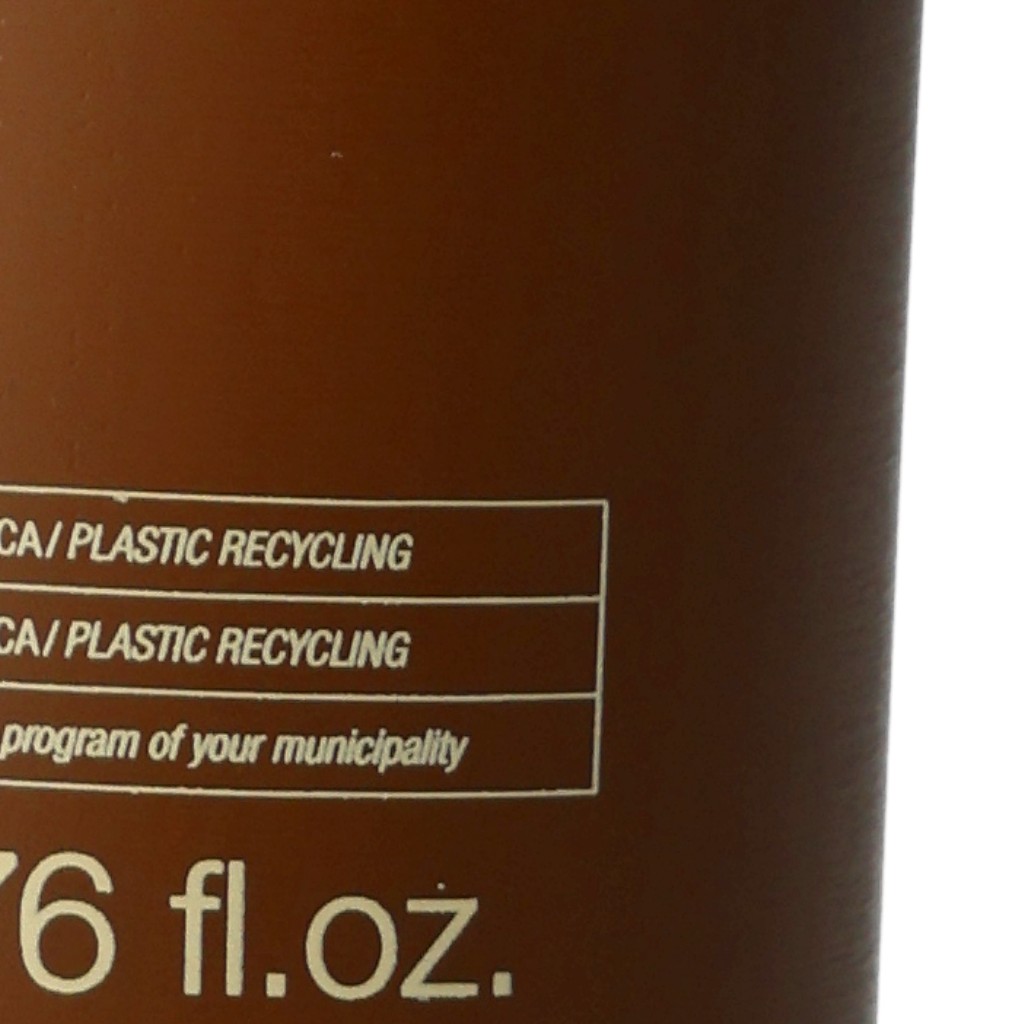 CA / PLASTIC RECYCLING
CA / PLASTIC RECYCLING
program of your municipality
76 fl.oz.